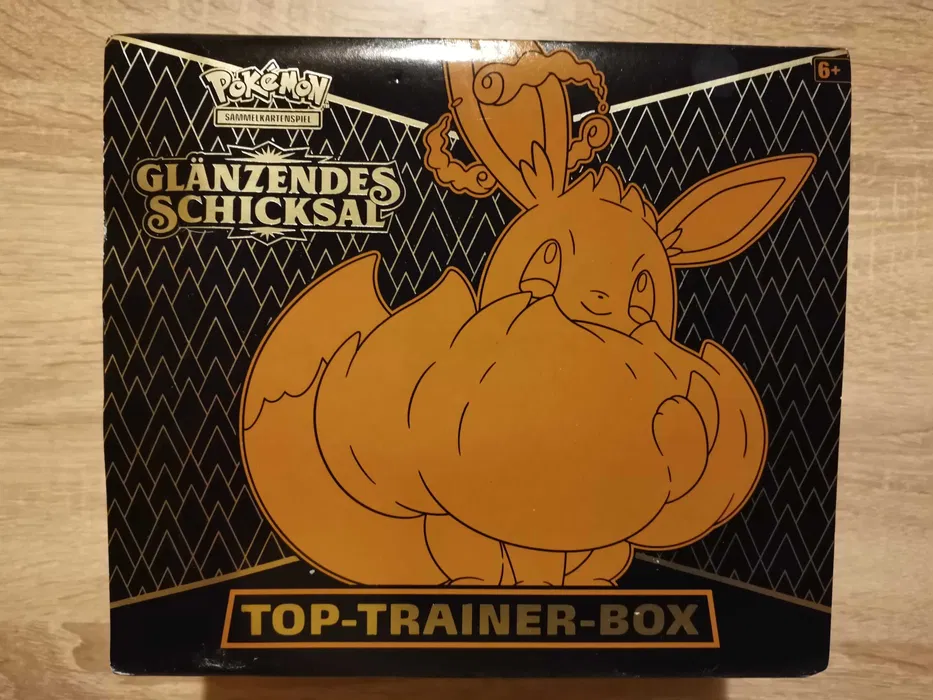 POKéMON
SAMMELKARTENSPIEL
GLÄNZENDES
SCHICKSAL
6+
TOP-TRAINER-BOX